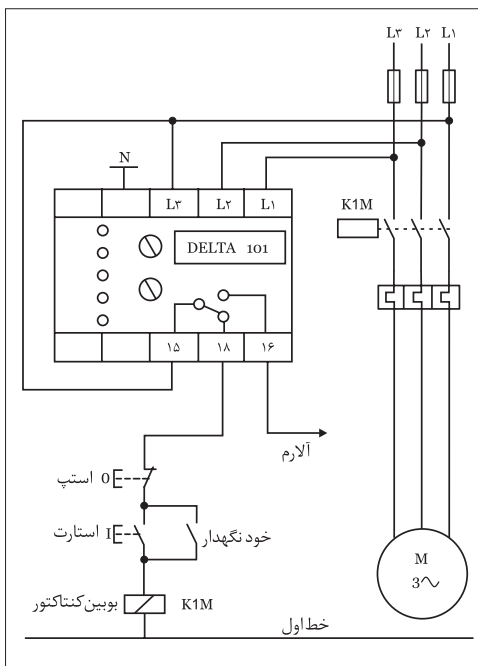 L۳ L۲ L۱
N
L۳ L۲ L۱
K1M
DELTA 101
۱۵ ۱۸ ۱۶
آلارم
0 استپ
I استارت
خود نگهدار
M
3~
بوبین کنتاکتور
K1M
خط اول